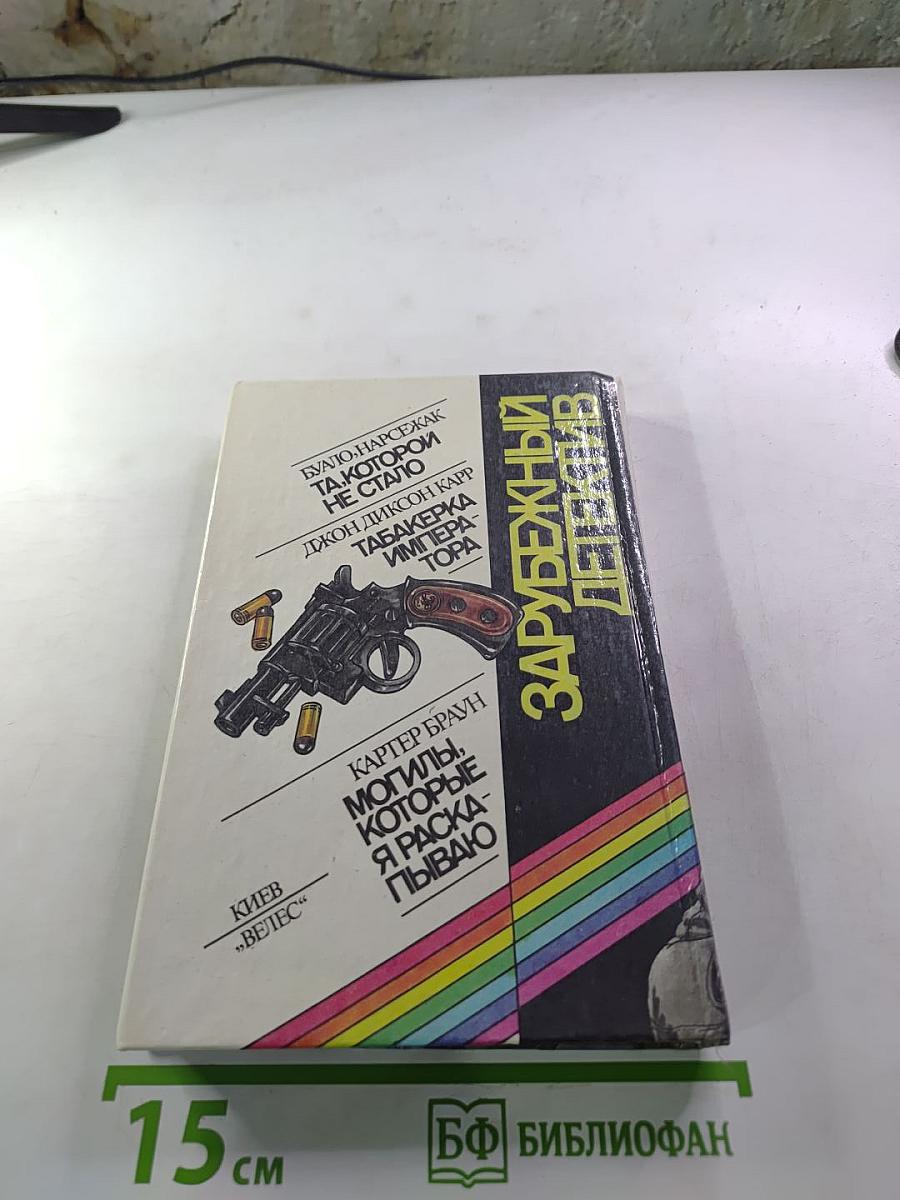 БУАЛО, НАРСЕЖАК
ТА, КОТОРОЙ
НЕ СТАЛО
ДЖОН ДИКСОН КАРР
ТАБАКЕРКА
ИМПЕРА-
ТОРА
КАРТЕР БРАУН
МОГИЛЫ,
КОТОРЫЕ
Я РАСКА-
ПЫВАЮ
КИЕВ
„ВЕЛЕС“
ЗАРУБЕЖНЫЙ
ДЕТЕКТИВ
15 см
БФ БИБЛИОФАН